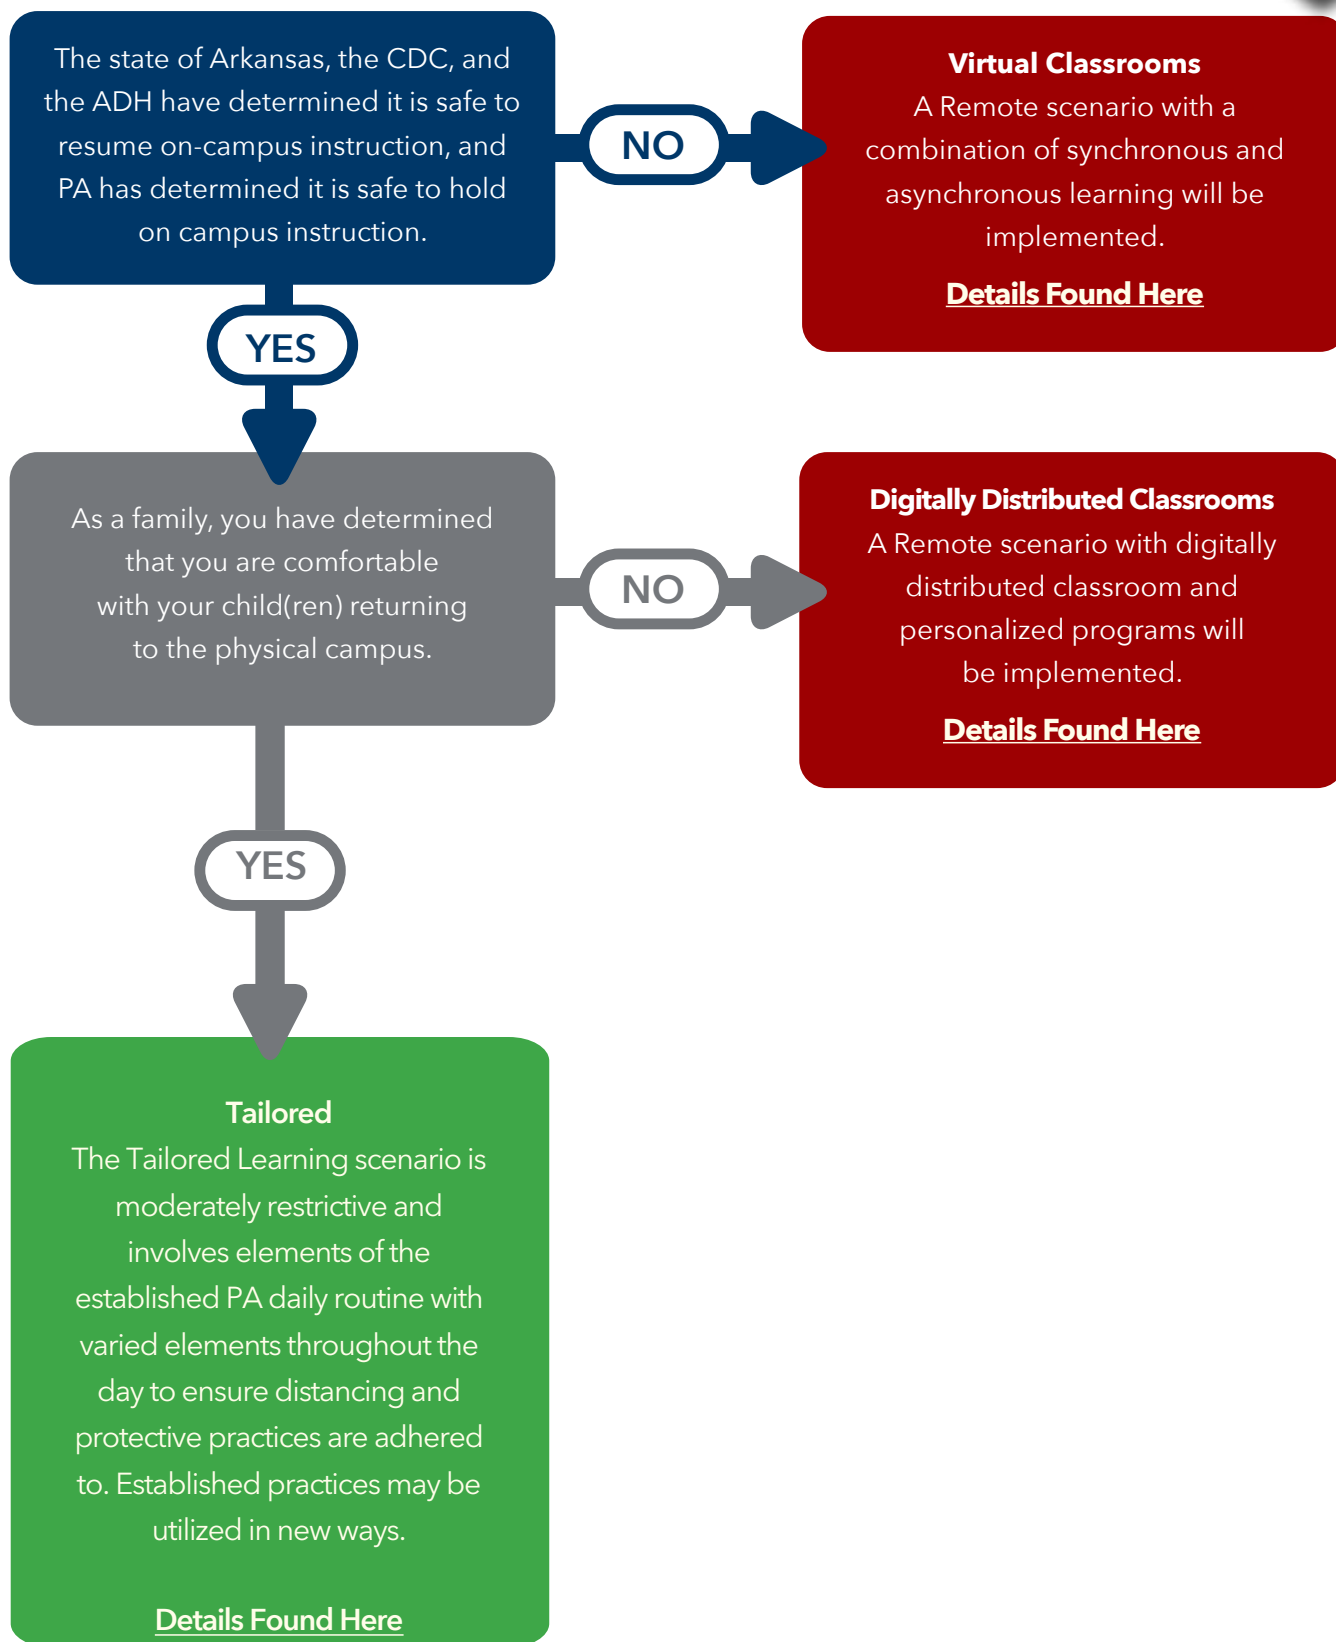 The state of Arkansas, the CDC, and
the ADH have determined it is safe to
resume on-campus instruction, and
PA has determined it is safe to hold
on campus instruction.
NO
Virtual Classrooms
A Remote scenario with a
combination of synchronous and
asynchronous learning will be
implemented.
Details Found Here
YES
As a family, you have determined
that you are comfortable
with your child(ren) returning
to the physical campus.
NO
Digitally Distributed Classrooms
A Remote scenario with digitally
distributed classroom and
personalized programs will
be implemented.
Details Found Here
YES
Tailored
The Tailored Learning scenario is
moderately restrictive and
involves elements of the
established PA daily routine with
varied elements throughout the
day to ensure distancing and
protective practices are adhered
to. Established practices may be
utilized in new ways.
Details Found Here